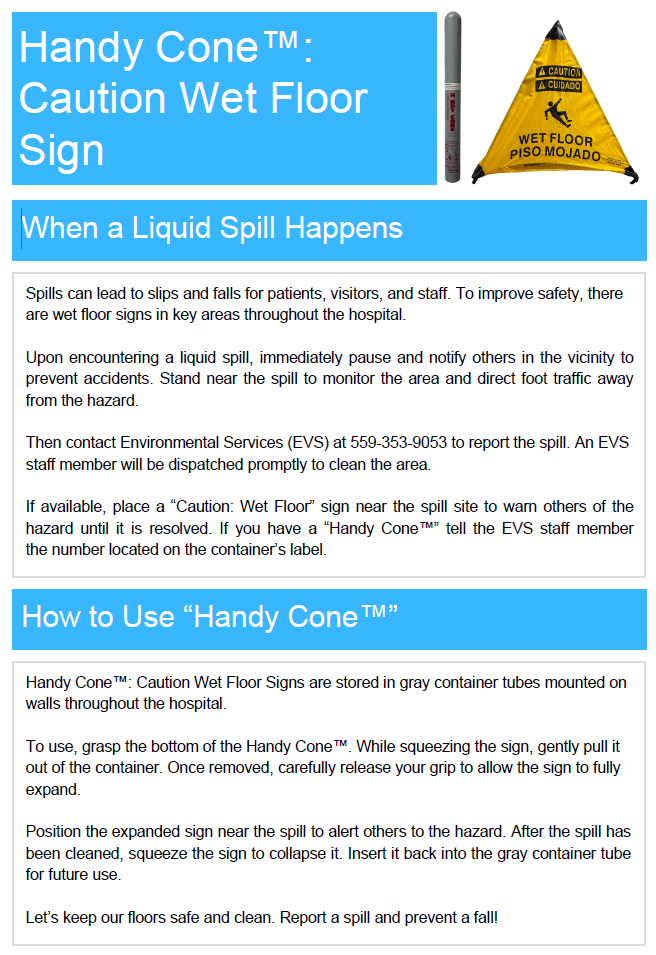 Handy Cone™:
Caution Wet Floor
Sign
CAUTION
CUIDADO
WET FLOOR
PISO MOJADO
When a Liquid Spill Happens
Spills can lead to slips and falls for patients, visitors, and staff. To improve safety, there
are wet floor signs in key areas throughout the hospital.
Upon encountering a liquid spill, immediately pause and notify others in the vicinity to
prevent accidents. Stand near the spill to monitor the area and direct foot traffic away
from the hazard.
Then contact Environmental Services (EVS) at 559-353-9053 to report the spill. An EVS
staff member will be dispatched promptly to clean the area.
If available, place a “Caution: Wet Floor” sign near the spill site to warn others of the
hazard until it is resolved. If you have a “Handy Cone™” tell the EVS staff member
the number located on the container’s label.
How to Use “Handy Cone™”
Handy Cone™: Caution Wet Floor Signs are stored in gray container tubes mounted on
walls throughout the hospital.
To use, grasp the bottom of the Handy Cone™. While squeezing the sign, gently pull it
out of the container. Once removed, carefully release your grip to allow the sign to fully
expand.
Position the expanded sign near the spill to alert others to the hazard. After the spill has
been cleaned, squeeze the sign to collapse it. Insert it back into the gray container tube
for future use.
Let’s keep our floors safe and clean. Report a spill and prevent a fall!